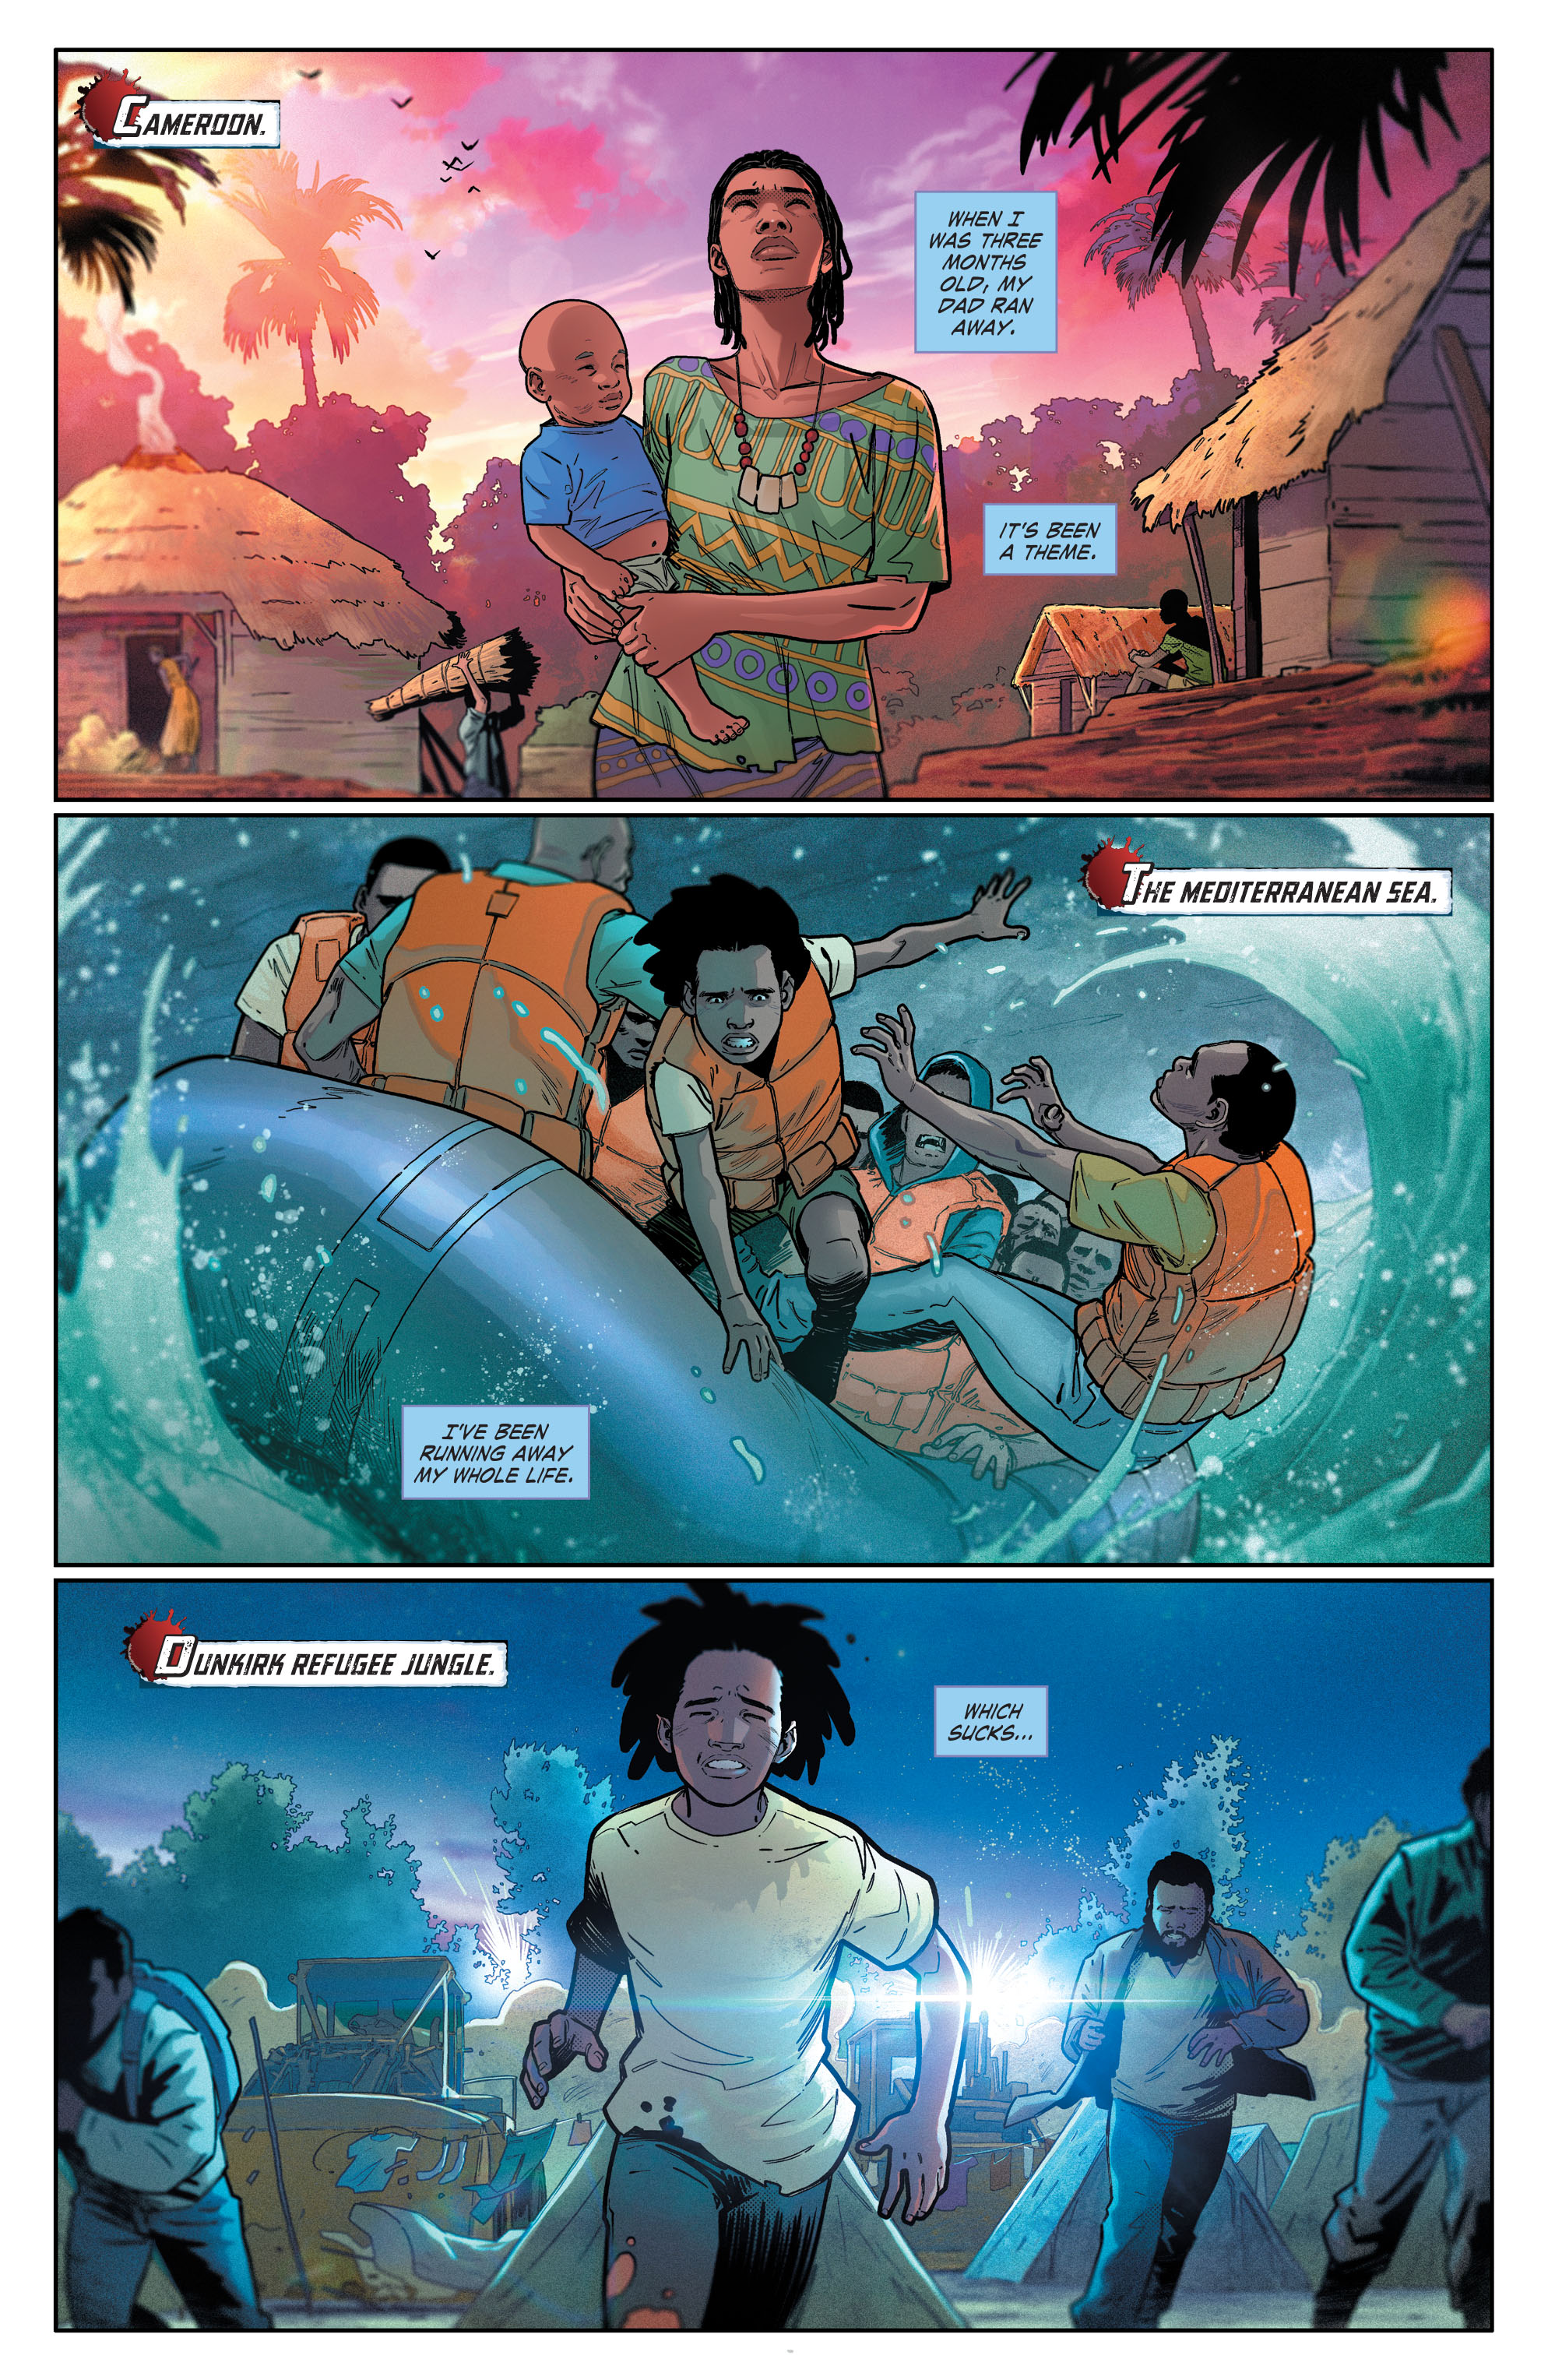 CAMEROON.
WHEN I
WAS THREE
MONTHS
OLD, MY
DAD RAN
AWAY.
IT'S BEEN
A THEME.
THE MEDITERRANEAN SEA.
I'VE BEEN
RUNNING AWAY
MY WHOLE LIFE.
DUNKIRK REFUGEE JUNGLE.
WHICH
SUCKS...